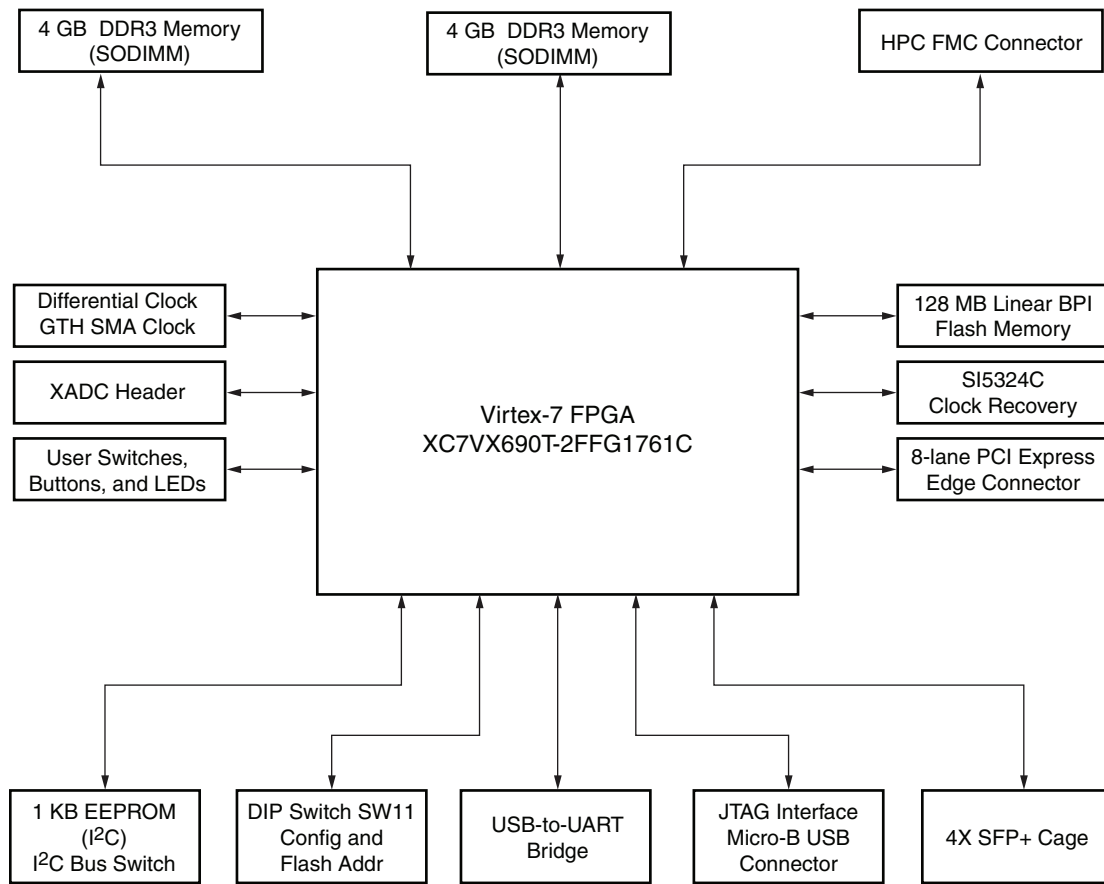 4 GB DDR3 Memory
(SODIMM)
4 GB DDR3 Memory
(SODIMM)
HPC FMC Connector
Differential Clock
GTH SMA Clock
XADC Header
User Switches,
Buttons, and LEDs
Virtex-7 FPGA
XC7VX690T-2FFG1761C
128 MB Linear BPI
Flash Memory
SI5324C
Clock Recovery
8-lane PCI Express
Edge Connector
1 KB EEPROM
(I²C)
I²C Bus Switch
DIP Switch SW11
Config and
Flash Addr
USB-to-UART
Bridge
JTAG Interface
Micro-B USB
Connector
4X SFP+ Cage